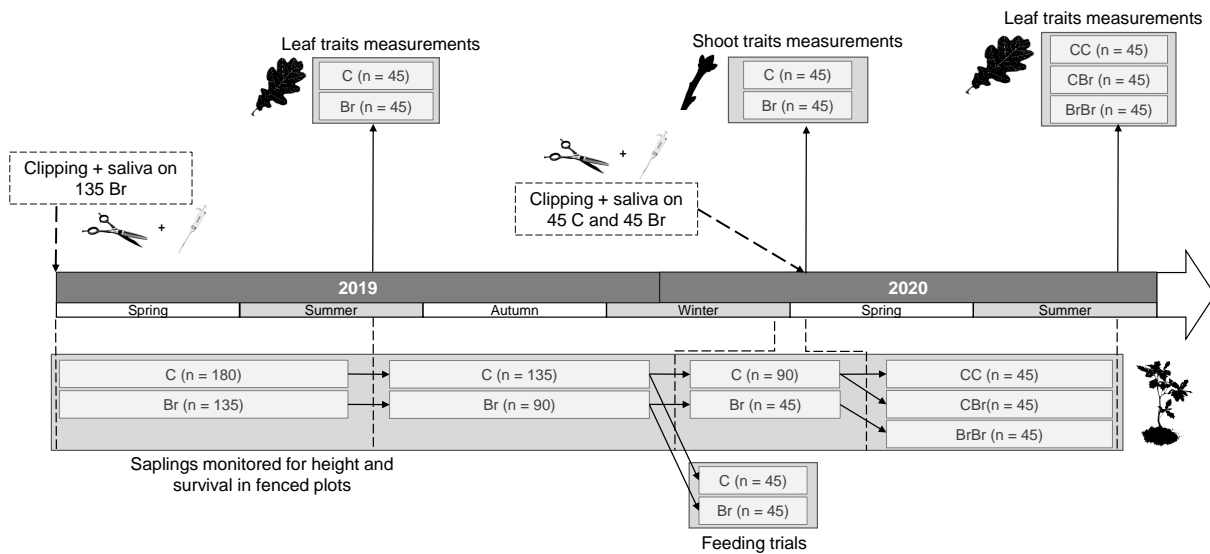 Leaf traits measurements
C (n = 45)
Br (n = 45)
Shoot traits measurements
C (n = 45)
Br (n = 45)
Leaf traits measurements
CC (n = 45)
CBr (n = 45)
BrBr (n = 45)
Clipping + saliva on
135 Br
+
Clipping + saliva on
45 C and 45 Br
+
2019
2020
Spring
Summer
Autumn
Winter
Spring
Summer
C (n = 180)
Br (n = 135)
C (n = 135)
Br (n = 90)
C (n = 90)
Br (n = 45)
CC (n = 45)
CBr(n = 45)
BrBr (n = 45)
Saplings monitored for height and
survival in fenced plots
C (n = 45)
Br (n = 45)
Feeding trials